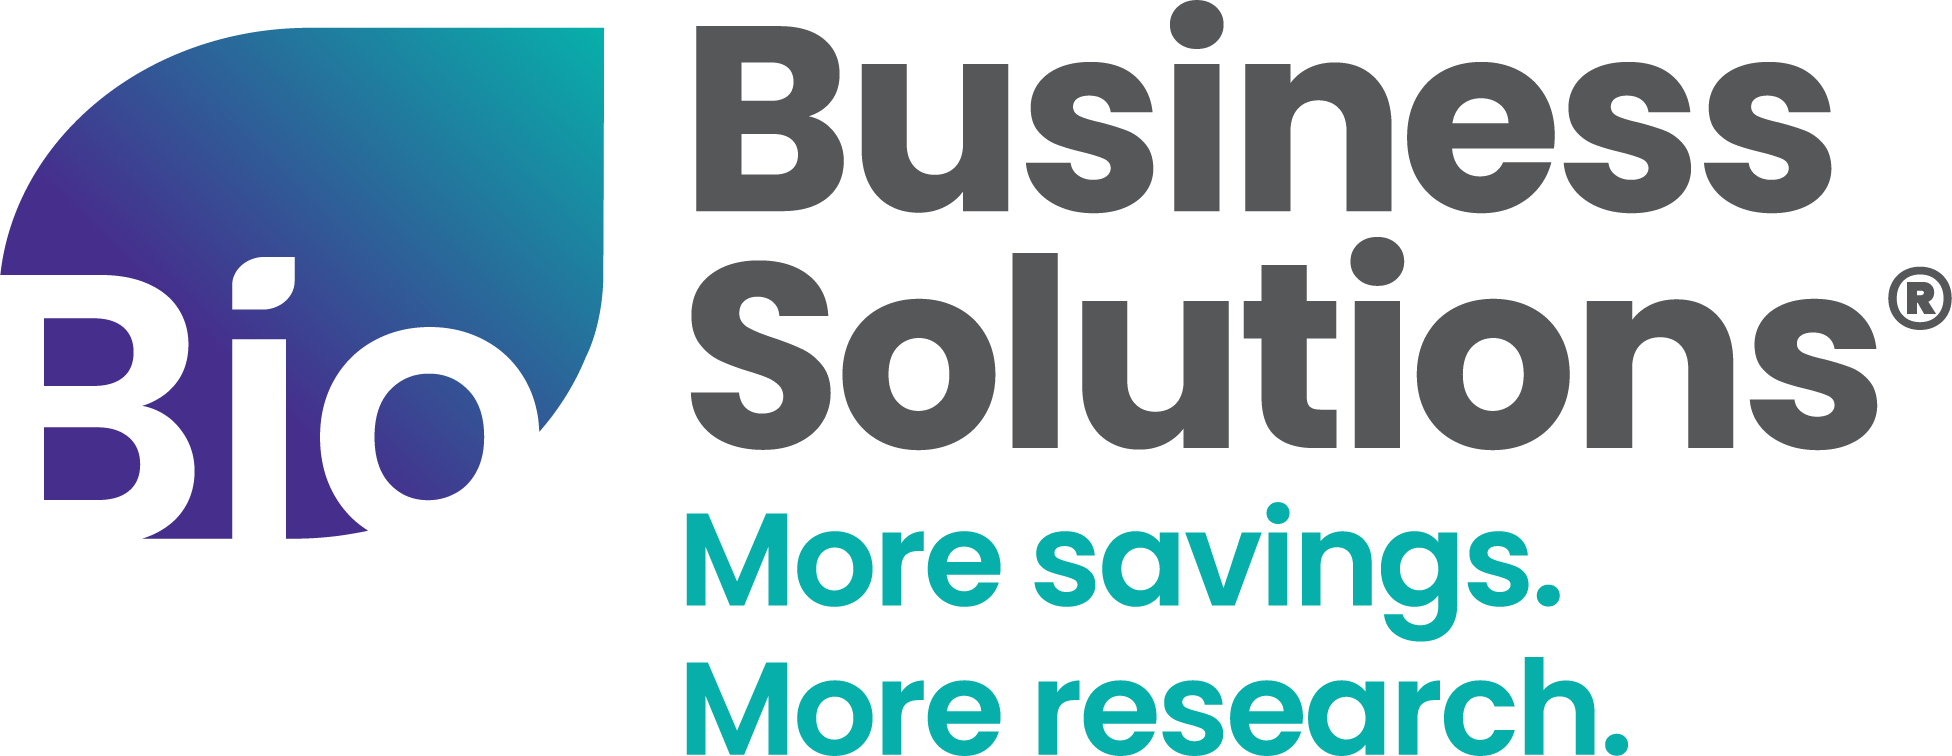 Bio
Business
Solutions®
More savings.
More research.